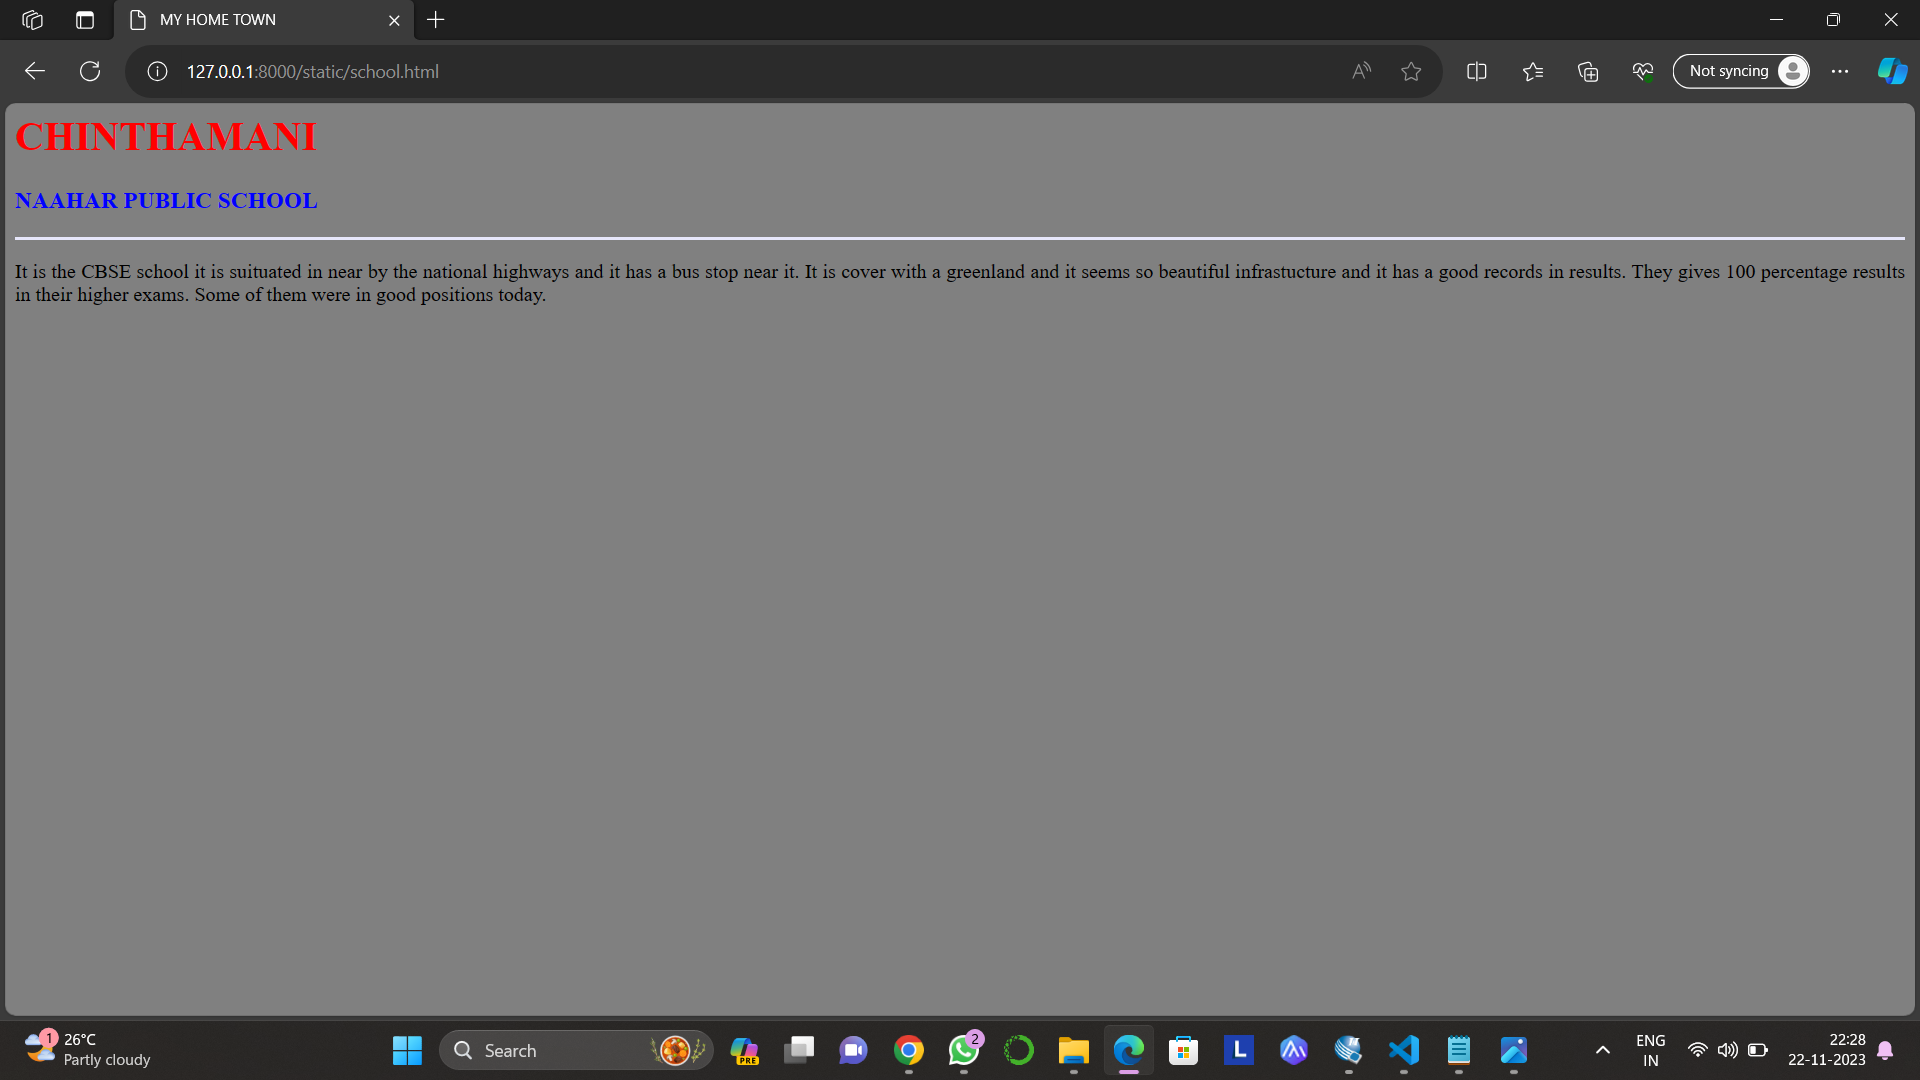 MY HOME TOWN
127.0.0.1:8000/static/school.html
Not syncing
CHINTHAMANI
NAAHAR PUBLIC SCHOOL
It is the CBSE school it is suituated in near by the national highways and it has a bus stop near it. It is cover with a greenland and it seems so beautiful infrastucture and it has a good records in results. They gives 100 percentage results
in their higher exams. Some of them were in good positions today.
1
26°C
Partly cloudy
Search
PRE
2
L
ENG
IN
22:28
22-11-2023